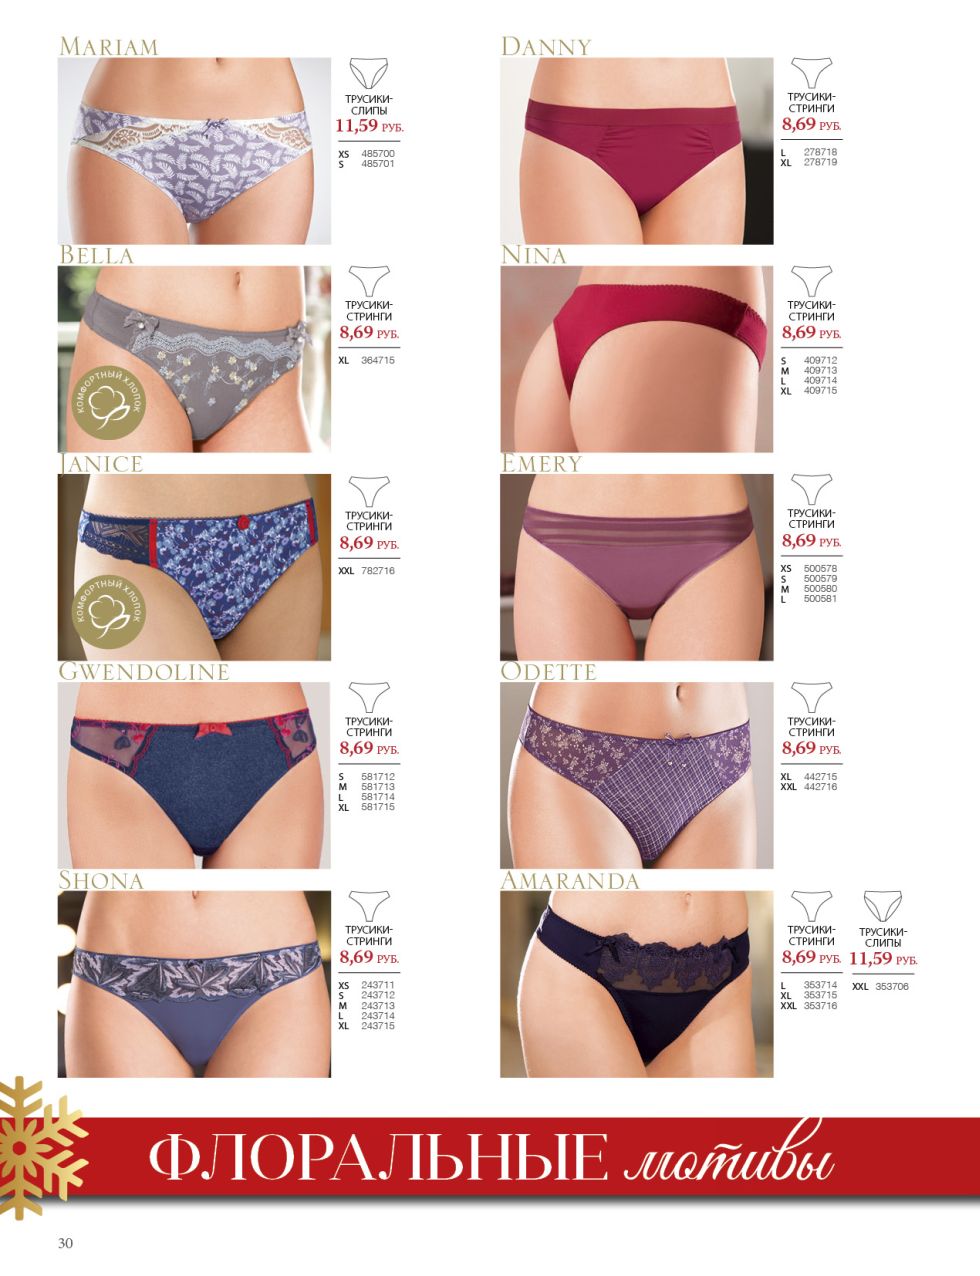 MARIAM
ТРУСИКИ-
СЛИПЫ
11,59 РУБ.
XS 485700
S 485701
BELLA
ТРУСИКИ-
СТРИНГИ
8,69 РУБ.
XL 364715
КОМФОРТНЫЙ ХЛОПОК
JANICE
ТРУСИКИ-
СТРИНГИ
8,69 РУБ.
XXL 782716
КОМФОРТНЫЙ ХЛОПОК
GWENDOLINE
ТРУСИКИ-
СТРИНГИ
8,69 РУБ.
S 581712
M 581713
L 581714
XL 581715
SHONA
ТРУСИКИ-
СТРИНГИ
8,69 РУБ.
XS 243711
S 243712
M 243713
L 243714
XL 243715
DANNY
ТРУСИКИ-
СТРИНГИ
8,69 РУБ.
L 278718
XL 278719
NINA
ТРУСИКИ-
СТРИНГИ
8,69 РУБ.
S 409712
M 409713
L 409714
XL 409715
EMERY
ТРУСИКИ-
СТРИНГИ
8,69 РУБ.
XS 500578
S 500579
M 500580
L 500581
ODETTE
ТРУСИКИ-
СТРИНГИ
8,69 РУБ.
XL 442715
XXL 442716
AMARANDA
ТРУСИКИ-
СТРИНГИ
8,69 РУБ.
L 353714
XL 353715
XXL 353716
ТРУСИКИ-
СЛИПЫ
11,59 РУБ.
XXL 353706
ФЛОРАЛЬНЫЕ мотивы
30